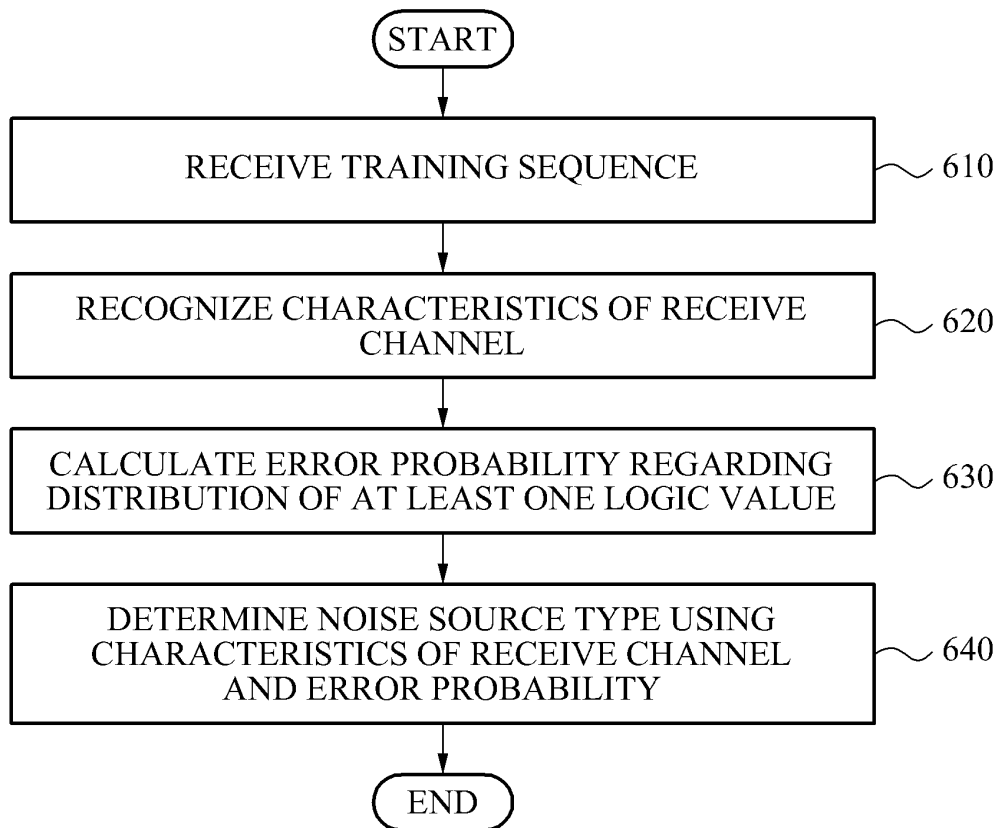 START
RECEIVE TRAINING SEQUENCE
610
RECOGNIZE CHARACTERISTICS OF RECEIVE
CHANNEL
620
CALCULATE ERROR PROBABILITY REGARDING
DISTRIBUTION OF AT LEAST ONE LOGIC VALUE
630
DETERMINE NOISE SOURCE TYPE USING
CHARACTERISTICS OF RECEIVE CHANNEL
AND ERROR PROBABILITY
640
END